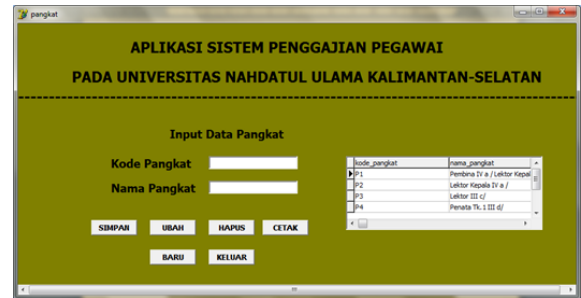 pangkat
APLIKASI SISTEM PENGGAJIAN PEGAWAI
PADA UNIVERSITAS NAHDATUL ULAMA KALIMANTAN-SELATAN
Input Data Pangkat
Kode Pangkat
Nama Pangkat
kode_pangkat nama_pangkat
P1 Pembina IV a / Lektor Kepal
P2 Lektor Kepala IV a /
P3 Lektor III c/
P4 Penata Tk. 1 III d/
SIMPAN UBAH HAPUS CETAK
BARU KELUAR